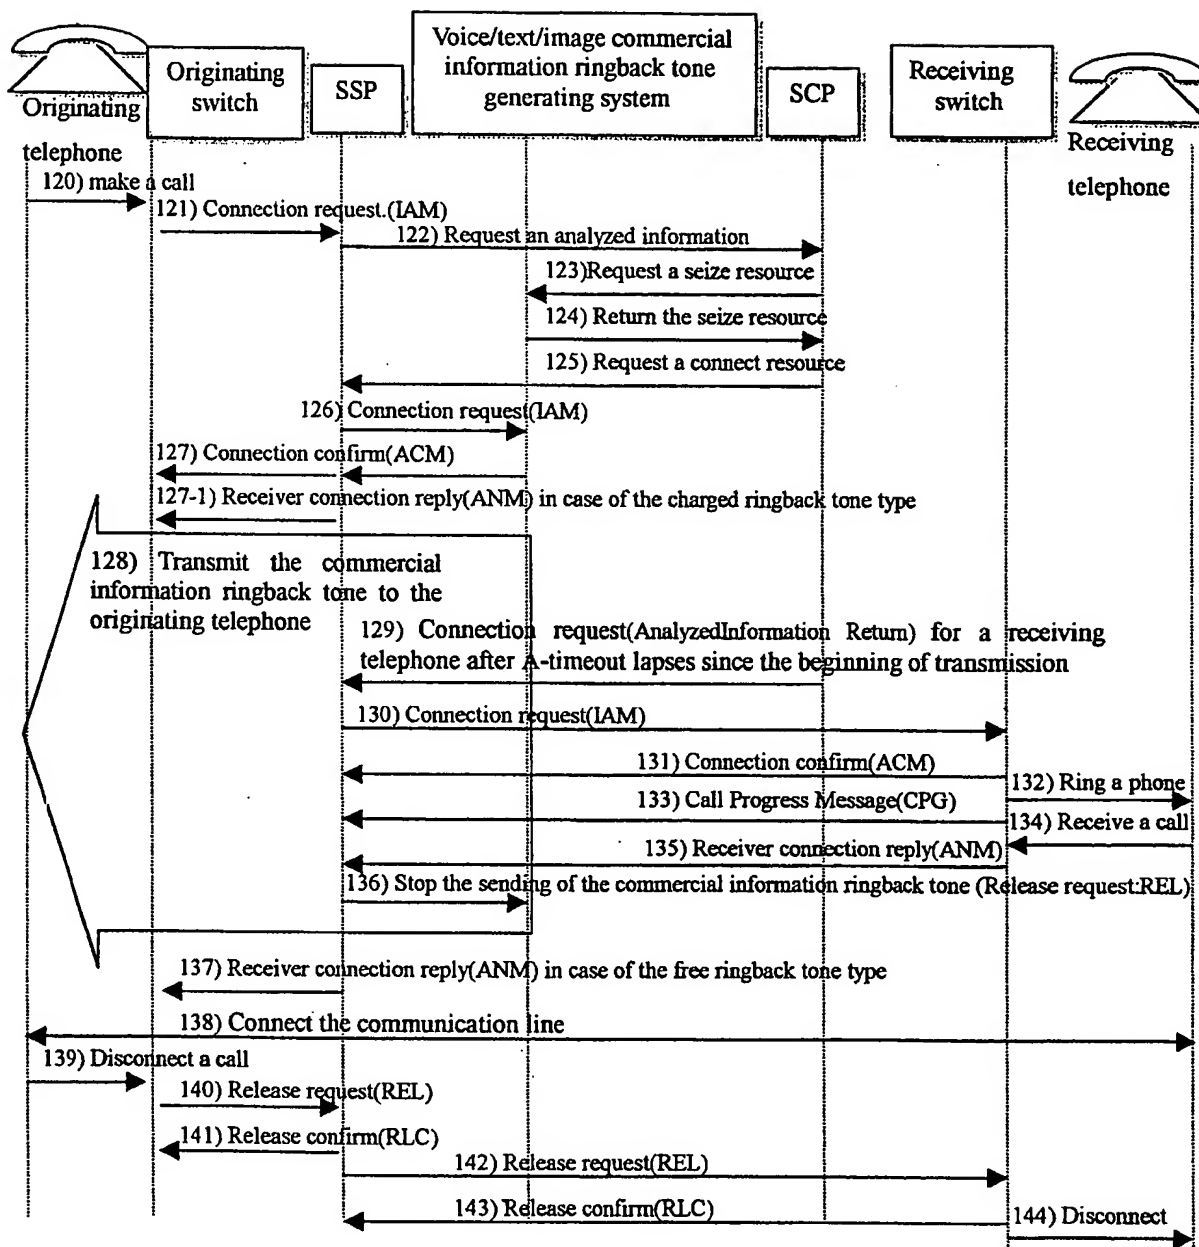 Originating
telephone
Originating
switch
SSP
Voice/text/image commercial
information ringback tone
generating system
SCP
Receiving
switch
Receiving
telephone
120) make a call
121) Connection request.(IAM)
122) Request an analyzed information
123)Request a seize resource
124) Return the seize resource
125) Request a connect resource
126) Connection request(IAM)
127) Connection confirm(ACM)
127-1) Receiver connection reply(ANM) in case of the charged ringback tone type
128) Transmit the commercial
information ringback tone to the
originating telephone
129) Connection request(AnalyzedInformation Return) for a receiving
telephone after A-timeout lapses since the beginning of transmission
130) Connection request(IAM)
131) Connection confirm(ACM)
132) Ring a phone
133) Call Progress Message(CPG)
134) Receive a call
135) Receiver connection reply(ANM)
136) Stop the sending of the commercial information ringback tone (Release request:REL)
137) Receiver connection reply(ANM) in case of the free ringback tone type
138) Connect the communication line
139) Disconnect a call
140) Release request(REL)
141) Release confirm(RLC)
142) Release request(REL)
143) Release confirm(RLC)
144) Disconnect